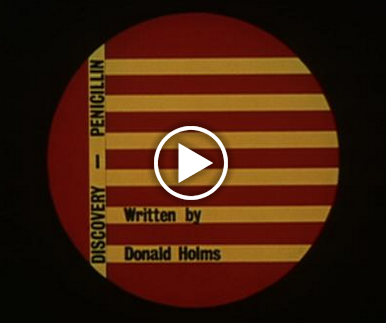 DISCOVERY - PENICILLIN
Written by
Donald Holms